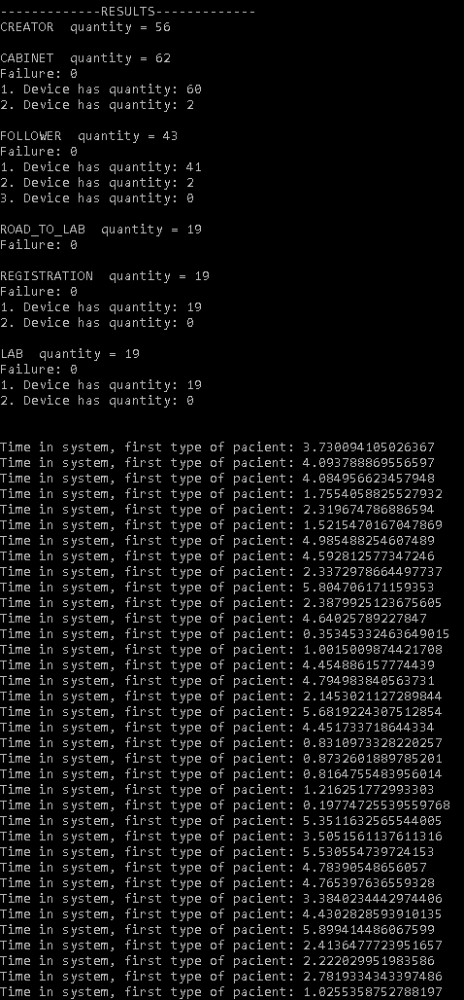 -------------RESULTS-------------
CREATOR  quantity = 56
CABINET  quantity = 62
Failure: 0
1. Device has quantity: 60
2. Device has quantity: 2
FOLLOWER  quantity = 43
Failure: 0
1. Device has quantity: 41
2. Device has quantity: 2
3. Device has quantity: 0
ROAD_TO_LAB  quantity = 19
Failure: 0
REGISTRATION  quantity = 19
Failure: 0
1. Device has quantity: 19
2. Device has quantity: 0
LAB  quantity = 19
Failure: 0
1. Device has quantity: 19
2. Device has quantity: 0
Time in system, first type of pacient: 3.730094105026367
Time in system, first type of pacient: 4.093788869556597
Time in system, first type of pacient: 4.084956623457948
Time in system, first type of pacient: 1.7554058825527932
Time in system, first type of pacient: 2.319674786886594
Time in system, first type of pacient: 1.5215470167047869
Time in system, first type of pacient: 4.985488254607489
Time in system, first type of pacient: 4.592812577347246
Time in system, first type of pacient: 2.3372978664497737
Time in system, first type of pacient: 5.804706171159353
Time in system, first type of pacient: 2.3879925123675605
Time in system, first type of pacient: 4.64025789227847
Time in system, first type of pacient: 0.35345332463649015
Time in system, first type of pacient: 1.0015009874421708
Time in system, first type of pacient: 4.454886157774439
Time in system, first type of pacient: 4.794983840563731
Time in system, first type of pacient: 2.1453021127289844
Time in system, first type of pacient: 5.6819224307512854
Time in system, first type of pacient: 4.451733718644334
Time in system, first type of pacient: 0.8310973328220257
Time in system, first type of pacient: 0.8732601889785201
Time in system, first type of pacient: 0.8164755483956014
Time in system, first type of pacient: 1.216251772993303
Time in system, first type of pacient: 0.19774725539559768
Time in system, first type of pacient: 5.3511632565544005
Time in system, first type of pacient: 3.5051561137611316
Time in system, first type of pacient: 5.530554739724153
Time in system, first type of pacient: 4.78390548656057
Time in system, first type of pacient: 4.765397636559328
Time in system, first type of pacient: 3.3840234442974406
Time in system, first type of pacient: 4.4302828593910135
Time in system, first type of pacient: 5.899414486067599
Time in system, first type of pacient: 2.4136477723951657
Time in system, first type of pacient: 2.222029951983586
Time in system, first type of pacient: 2.7819334343397486
Time in system, first type of pacient: 1.0255358752788197